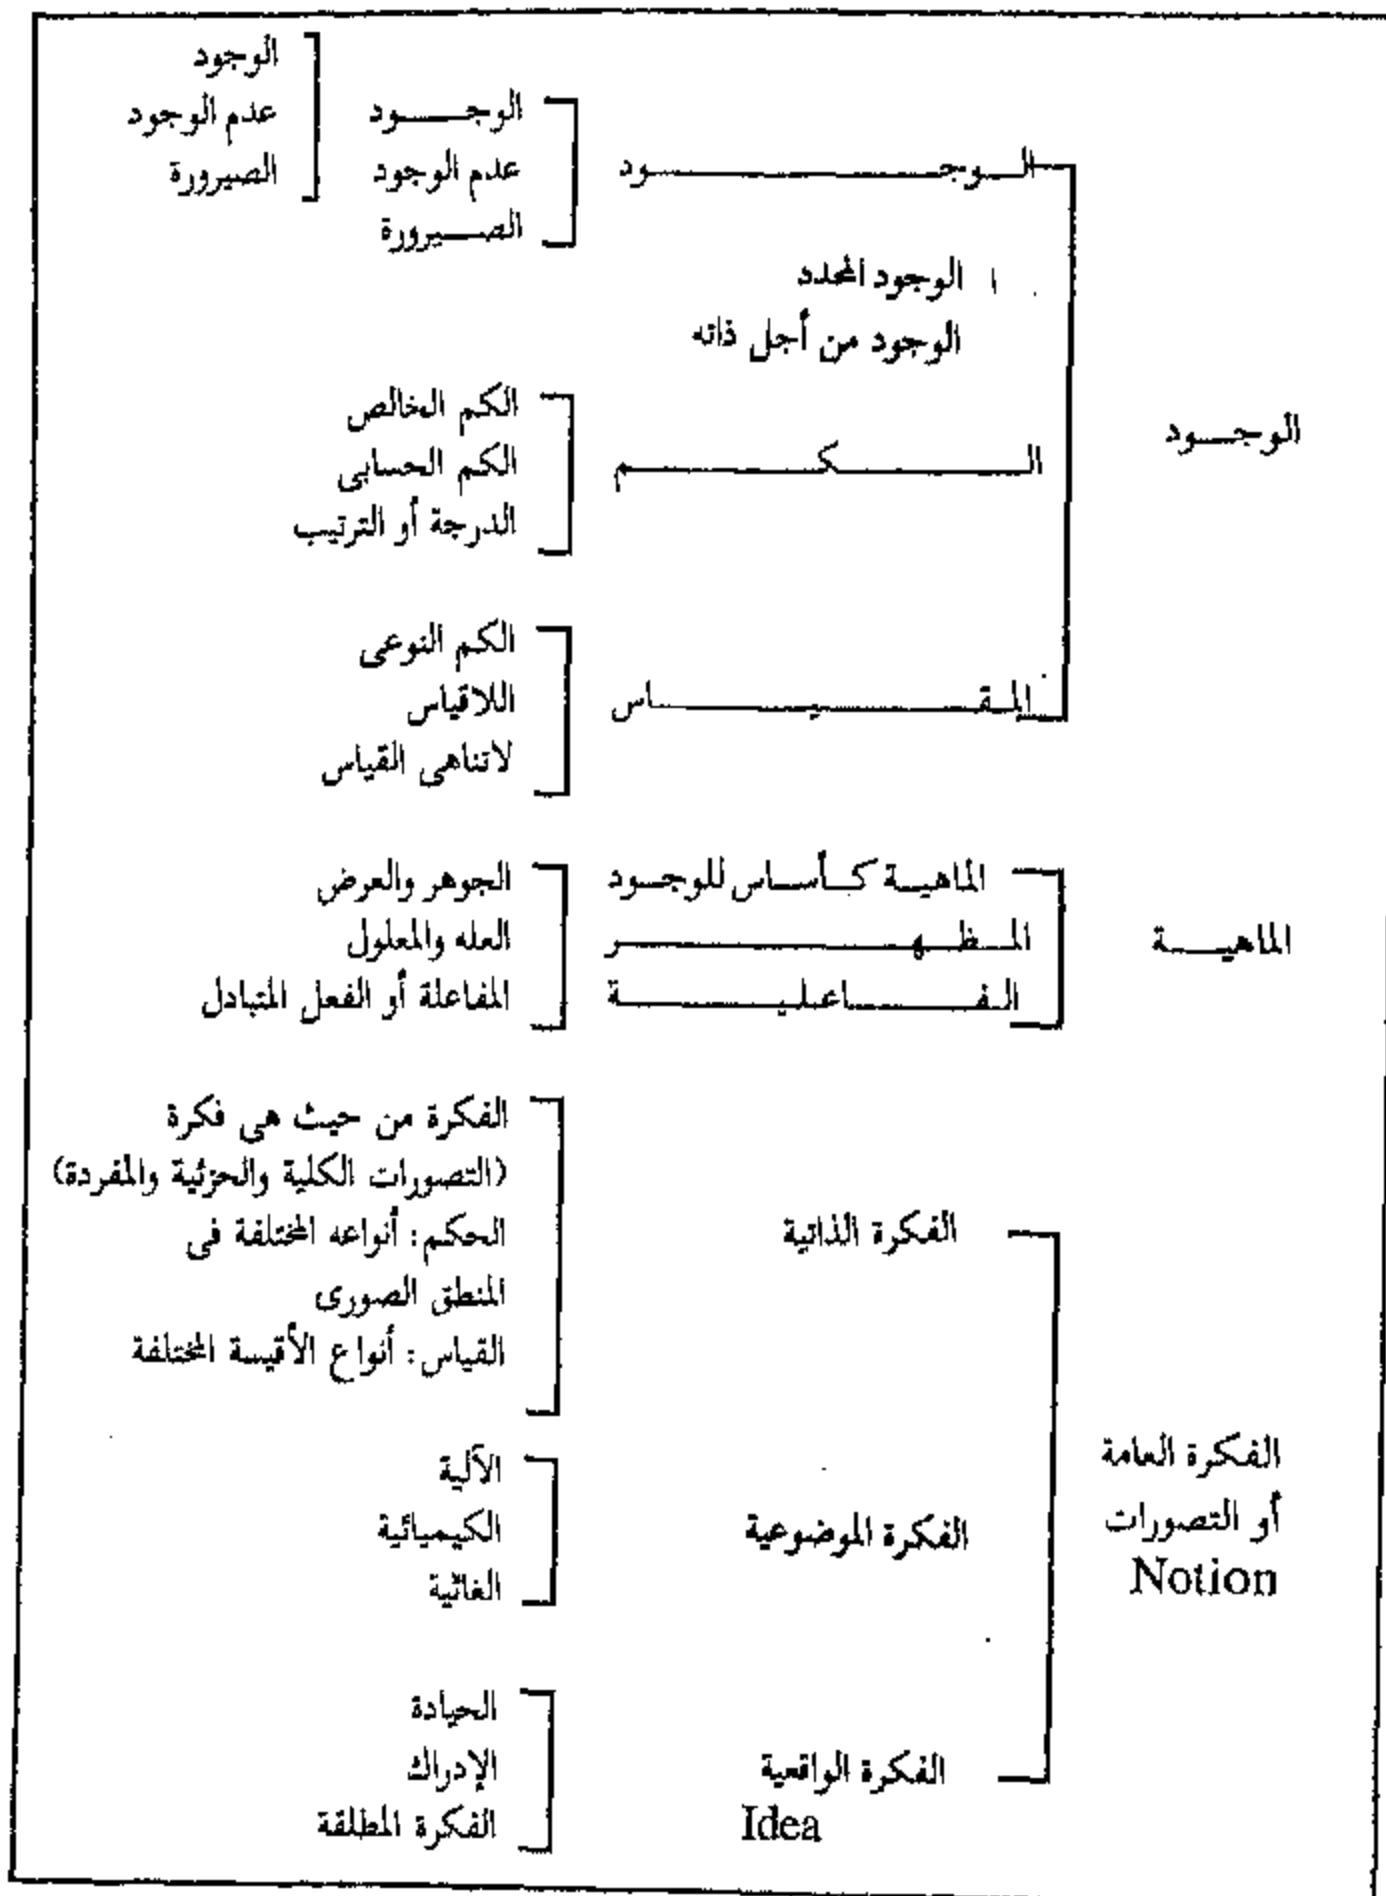 الوجود
الوجود
الوجود
الوجود
عدم الوجود
الصيرورة
عدم الوجود
الصيرورة
الوجود المحدد
الوجود من أجل ذاته
الكم
الكم الخالص
الكم الحسابى
الدرجة أو الترتيب
المقياس
الكم النوعى
اللاقياس
لاتناهى القياس
الماهية
الماهية كأساس للوجود
المظهر
الفاعلية
الجوهر والعرض
العله والمعلول
المفاعلة أو الفعل المتبادل
الفكرة العامة
أو التصورات
Notion
الفكرة الذاتية
الفكرة من حيث هى فكرة
(التصورات الكلية والجزئية والمفردة)
الحكم: أنواعه المختلفة فى
المنطق الصورى
القياس: أنواع الأقيسة المختلفة
الفكرة الموضوعية
الآلية
الكيميائية
الغائية
الفكرة الواقعية
Idea
الحيادة
الإدراك
الفكرة المطلقة